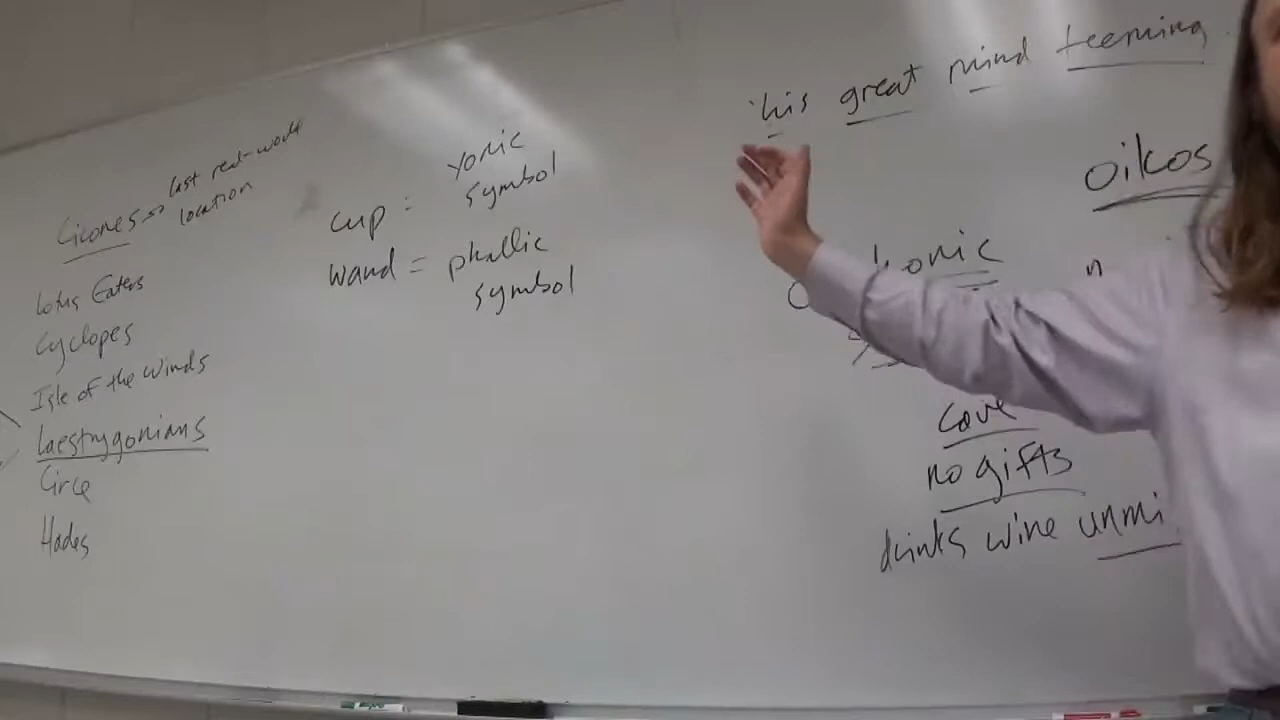 Cicones => last real-world
location
Lotus Eaters
Cyclopes
Isle of the Winds
Laestrygonians
Circe
Hades
cup = yonic
symbol
wand = phallic
symbol
"his great mind teeming
oikos
cave
no gifts
drinks wine unmi